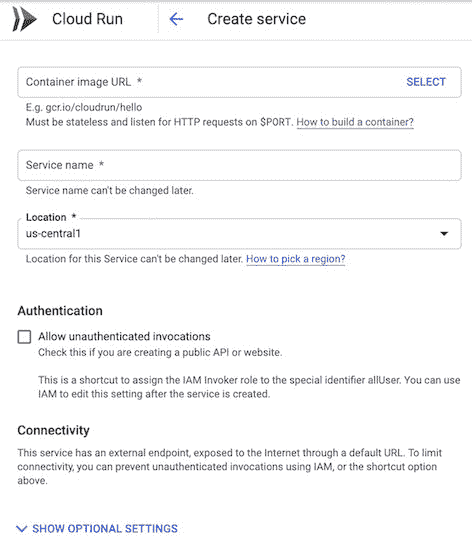 Cloud Run
Create service
Container image URL *
SELECT
E.g. gcr.io/cloudrun/hello
Must be stateless and listen for HTTP requests on $PORT. How to build a container?
Service name *
Service name can't be changed later.
Location *
us-central1
Location for this Service can't be changed later. How to pick a region?
Authentication
Allow unauthenticated invocations
Check this if you are creating a public API or website.
This is a shortcut to assign the IAM Invoker role to the special identifier allUser. You can use
IAM to edit this setting after the service is created.
Connectivity
This service has an external endpoint, exposed to the Internet through a default URL. To limit
connectivity, you can prevent unauthenticated invocations using IAM, or the shortcut option
above.
SHOW OPTIONAL SETTINGS